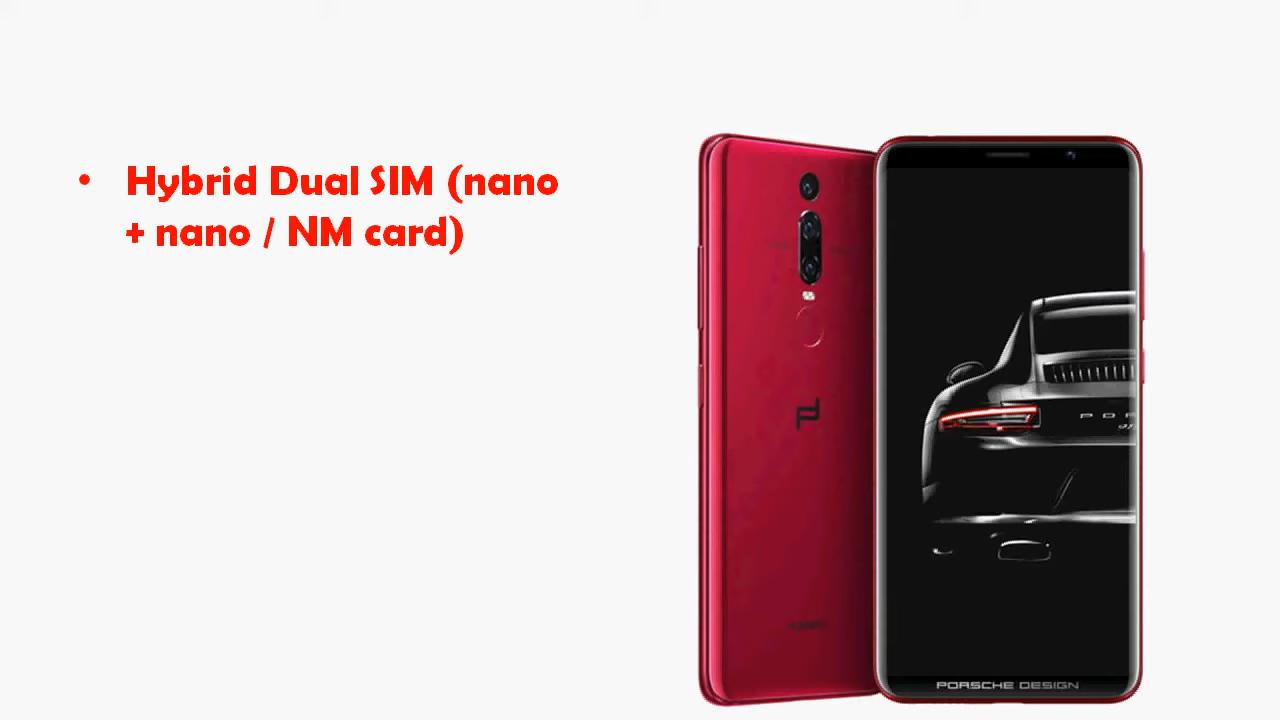 • Hybrid Dual SIM (nano
+ nano / NM card)
PORSCHE DESIGN